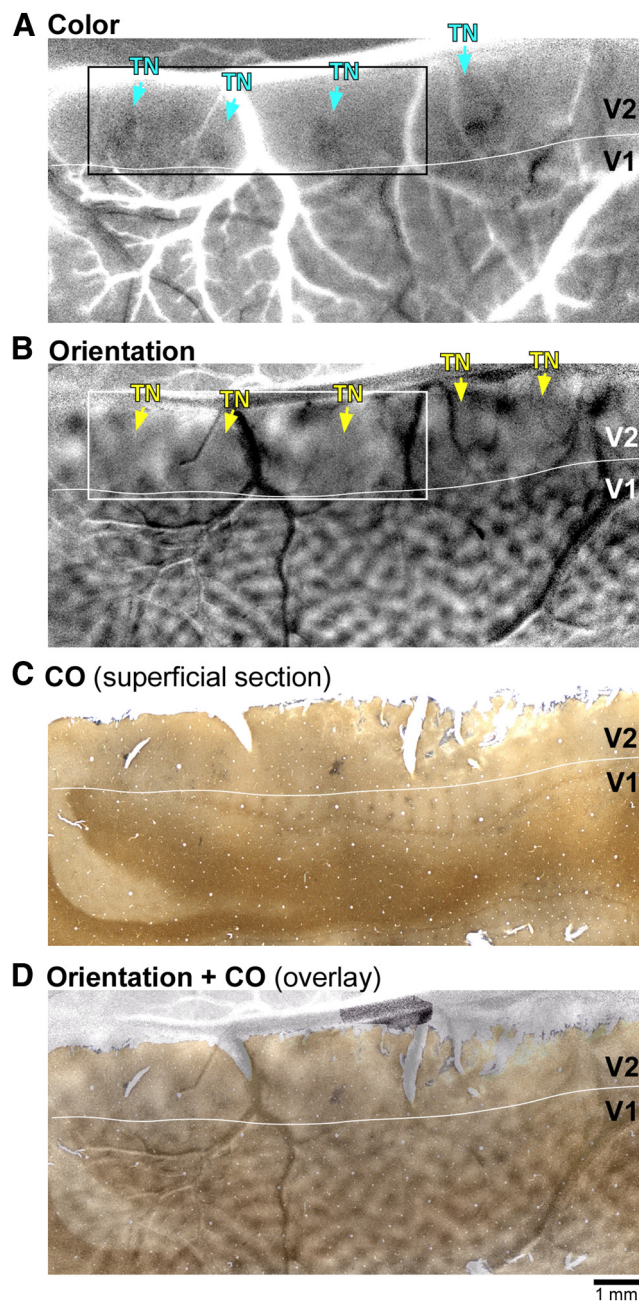 A Color
TN TN TN TN
V2
V1
B Orientation
TN TN TN TN TN
V2
V1
C CO (superficial section)
V2
V1
D Orientation + CO (overlay)
V2
V1
1 mm